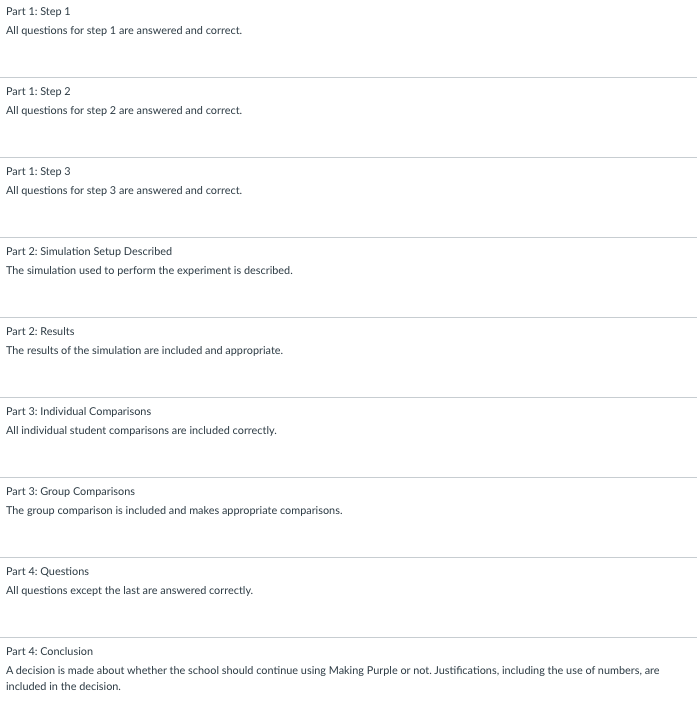 Part 1: Step 1
All questions for step 1 are answered and correct.
Part 1: Step 2
All questions for step 2 are answered and correct.
Part 1: Step 3
All questions for step 3 are answered and correct.
Part 2: Simulation Setup Described
The simulation used to perform the experiment is described.
Part 2: Results
The results of the simulation are included and appropriate.
Part 3: Individual Comparisons
All individual student comparisons are included correctly.
Part 3: Group Comparisons
The group comparison is included and makes appropriate comparisons.
Part 4: Questions
All questions except the last are answered correctly.
Part 4: Conclusion
A decision is made about whether the school should continue using Making Purple or not. Justifications, including the use of numbers, are
included in the decision.